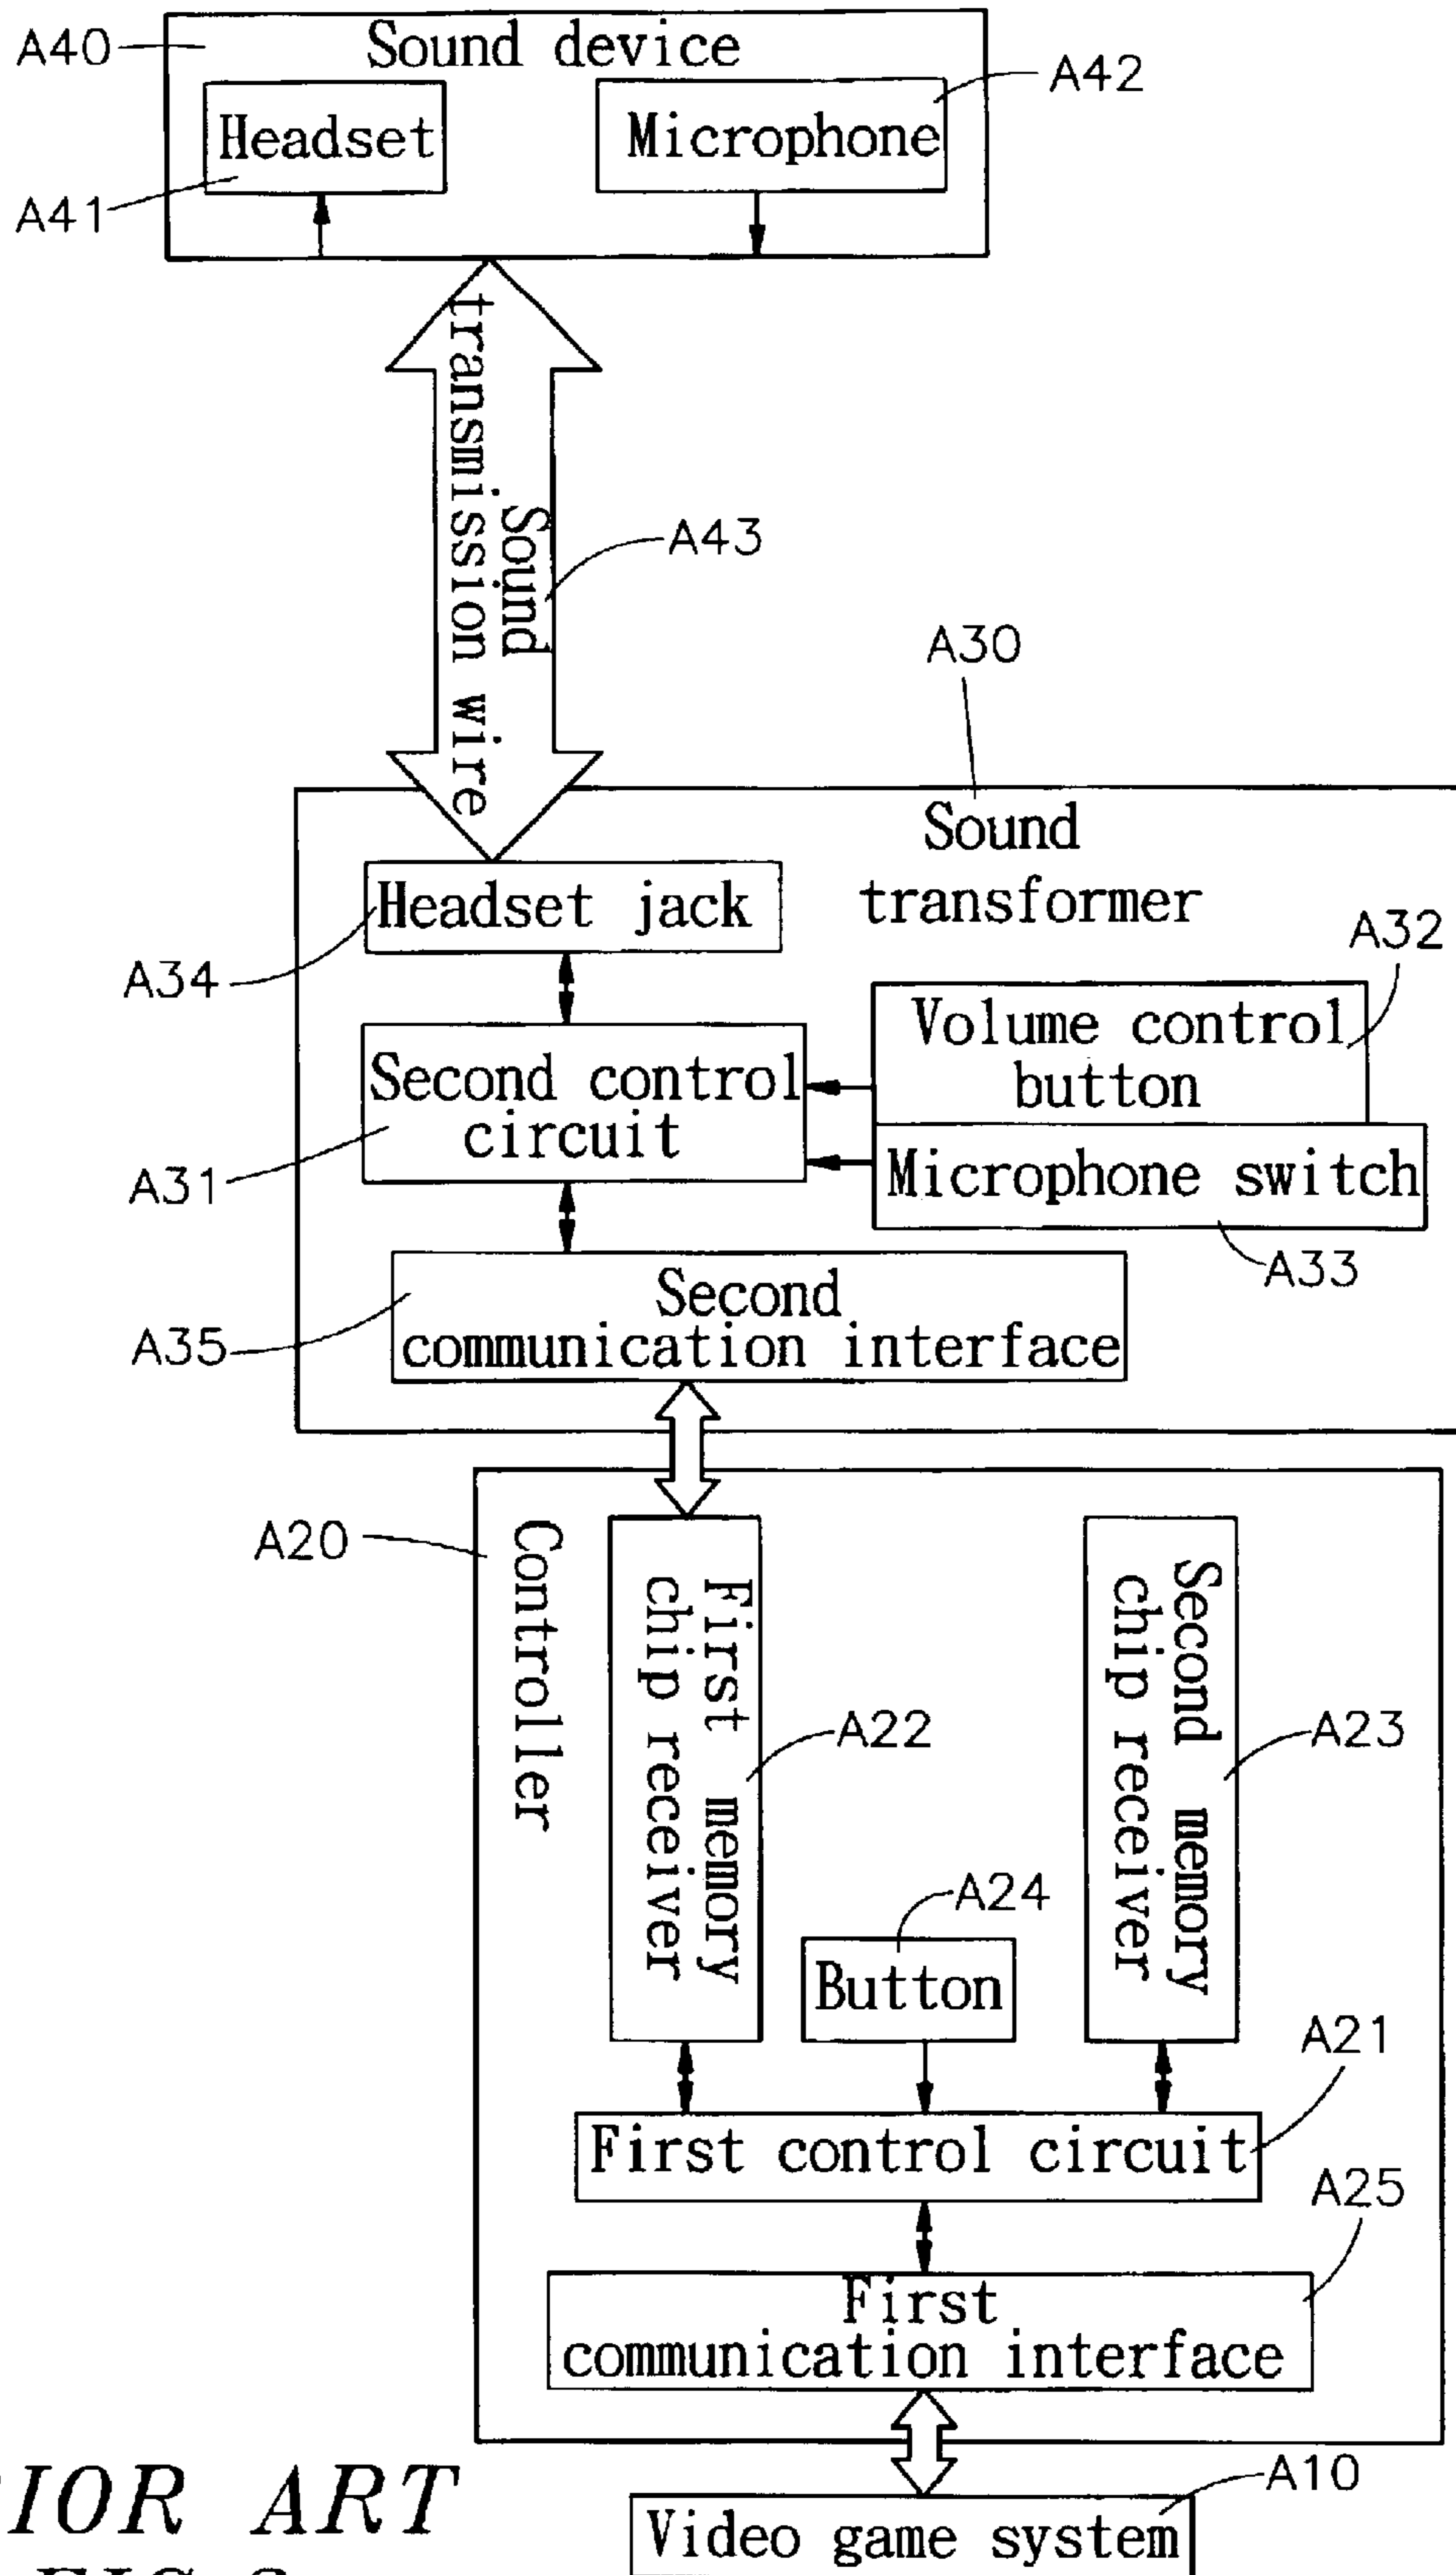 A40
Sound device
A42
Headset
Microphone
A41
Sound
transmission wire
A43
A30
Sound
transformer
Headset jack
A32
A34
Volume control
button
Second control
circuit
Microphone switch
A31
A33
Second
communication interface
A35
A20
Controller
First memory
chip receiver
Second memory
chip receiver
A22
A23
A24
Button
A21
First control circuit
A25
First
communication interface
A10
IOR ART
Video game system